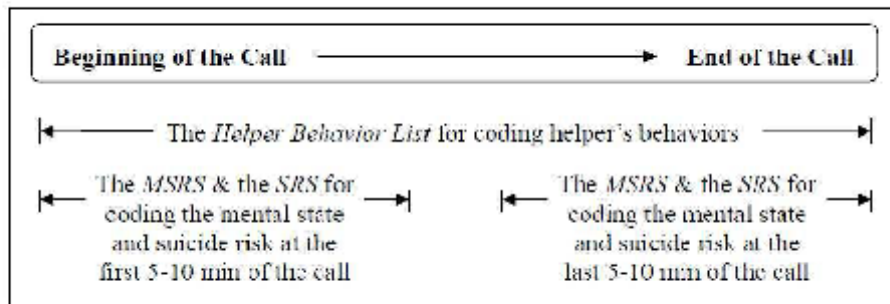 Beginning of the Call End of the Call
The Helper Behavior List for coding helper's behaviors
The MSRS & the SRS for
coding the mental state
and suicide risk at the
first 5-10 min of the call
The MSRS & the SRS for
coding the mental state
and suicide risk at the
last 5-10 min of the call